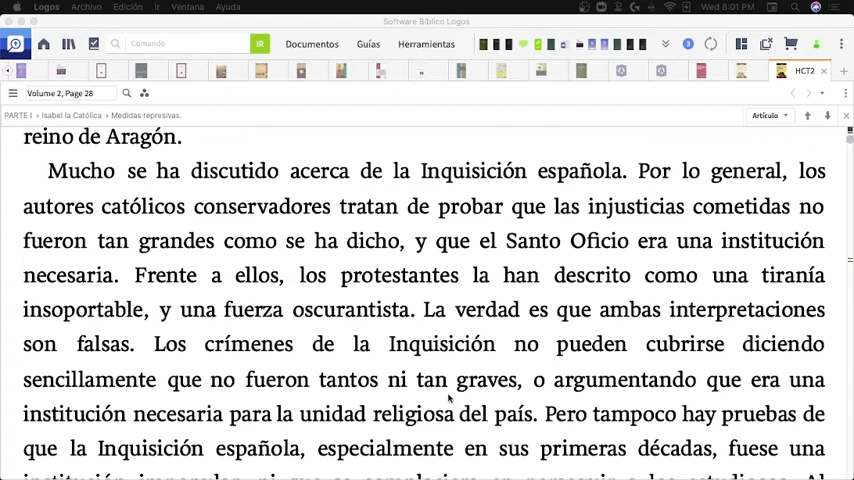 Logos Archivo Edición Ir Ventana Ayuda Wed 8:01 PM
Software Bíblico Logos
Comando IR Documentos Guías Herramientas 3
HCT2
Volume 2, Page 28
PARTE I › Isabel la Católica › Medidas represivas. Artículo
reino de Aragón.
Mucho se ha discutido acerca de la Inquisición española. Por lo general, los
autores católicos conservadores tratan de probar que las injusticias cometidas no
fueron tan grandes como se ha dicho, y que el Santo Oficio era una institución
necesaria. Frente a ellos, los protestantes la han descrito como una tiranía
insoportable, y una fuerza oscurantista. La verdad es que ambas interpretaciones
son falsas. Los crímenes de la Inquisición no pueden cubrirse diciendo
sencillamente que no fueron tantos ni tan graves, o argumentando que era una
institución necesaria para la unidad religiosa del país. Pero tampoco hay pruebas de
que la Inquisición española, especialmente en sus primeras décadas, fuese una